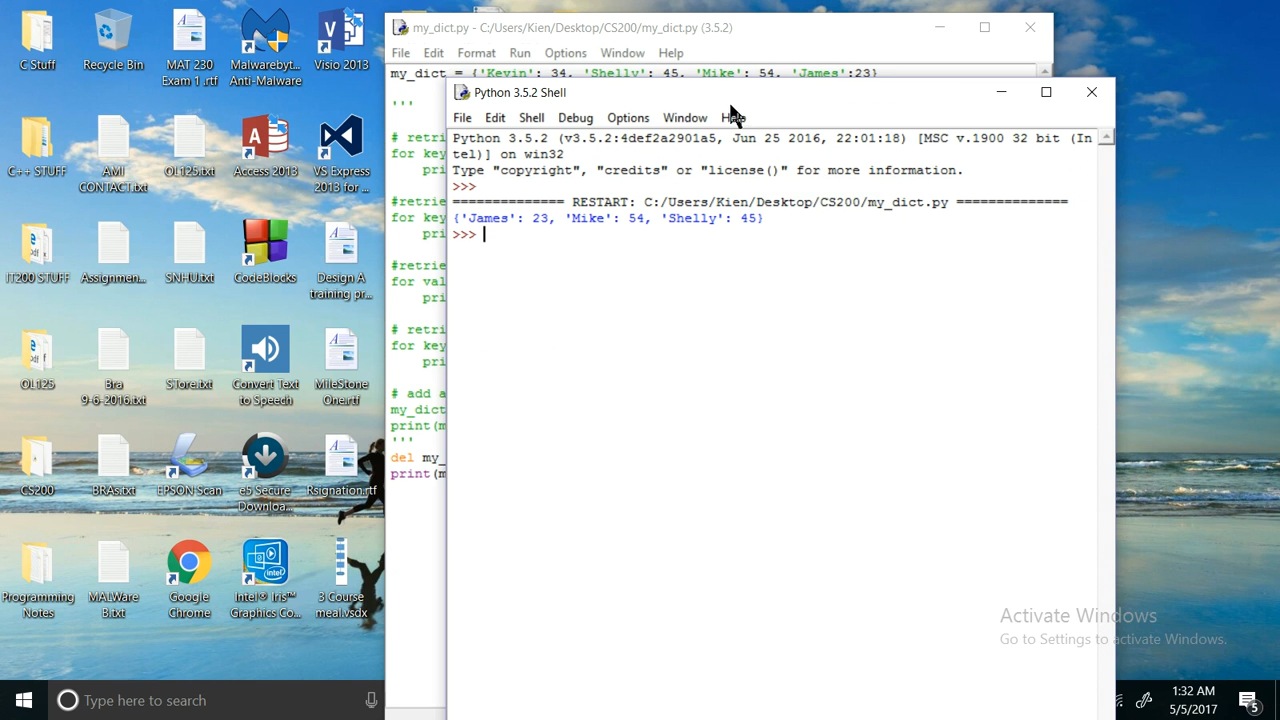 C Stuff
Recycle Bin
MAT 230
Exam 1 .rtf
Malwarebyt...
Anti-Malware
Visio 2013
C++ STUFF
AMI
CONTACT.txt
OL125.txt
Access 2013
VS Express
2013 for ...
IT200 STUFF
Assignmen...
SNHU.txt
CodeBlocks
Design A
training pr...
OL125
Bra
9-6-2016.txt
STore.txt
Convert Text
to Speech
MileStone
One.rtf
CS200
BRAs.txt
EPSON Scan
e5 Secure
Downloa...
Rsignation.rtf
Programming
Notes
MALWare
B.txt
Google
Chrome
Intel® Iris™
Graphics Co...
3 Course
meal.vsdx
my_dict.py - C:/Users/Kien/Desktop/CS200/my_dict.py (3.5.2)
File Edit Format Run Options Window Help
my_dict = {'Kevin': 34, 'Shelly': 45, 'Mike': 54, 'James':23}
'''
# retri
for key
pri
#retrie
for key
pri
#retrie
for val
pri
# retri
for key
pri
# add a
my_dict
print(m
'''
del my_
print(m
Python 3.5.2 Shell
File Edit Shell Debug Options Window Help
Python 3.5.2 (v3.5.2:4def2a2901a5, Jun 25 2016, 22:01:18) [MSC v.1900 32 bit (In
tel)] on win32
Type "copyright", "credits" or "license()" for more information.
>>>
============== RESTART: C:/Users/Kien/Desktop/CS200/my_dict.py ==============
{'James': 23, 'Mike': 54, 'Shelly': 45}
>>>
Activate Windows
Go to Settings to activate Windows.
Type here to search
1:32 AM
5/5/2017
5